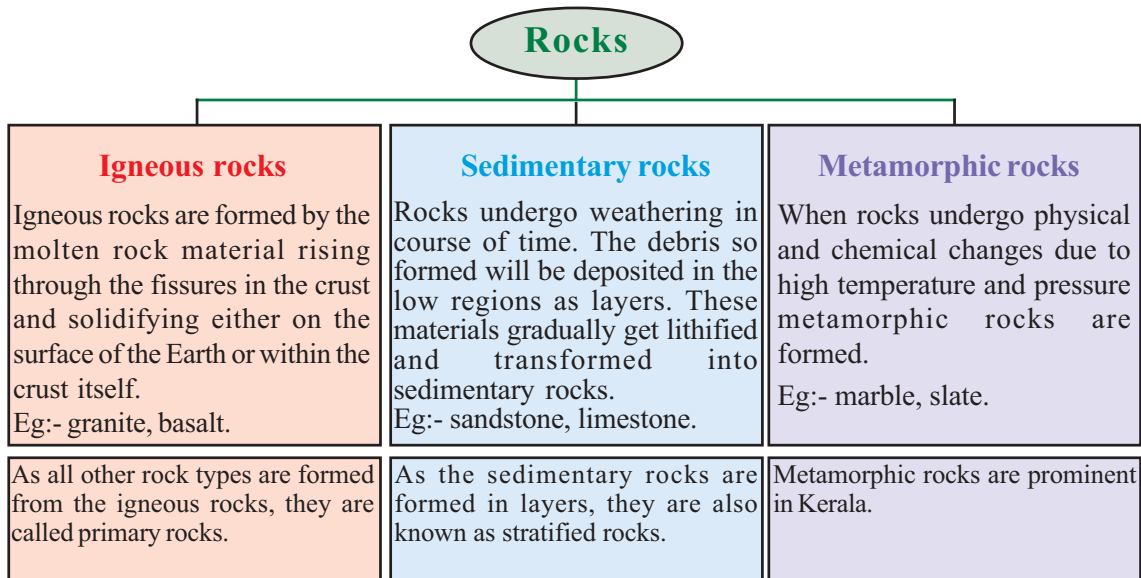 Rocks
Igneous rocks
Igneous rocks are formed by the
molten rock material rising
through the fissures in the crust
and solidifying either on the
surface of the Earth or within the
crust itself.
Eg:- granite, basalt.
As all other rock types are formed
from the igneous rocks, they are
called primary rocks.
Sedimentary rocks
Rocks undergo weathering in
course of time. The debris so
formed will be deposited in the
low regions as layers. These
materials gradually get lithified
and transformed into
sedimentary rocks.
Eg:- sandstone, limestone.
As the sedimentary rocks are
formed in layers, they are also
known as stratified rocks.
Metamorphic rocks
When rocks undergo physical
and chemical changes due to
high temperature and pressure
metamorphic rocks are
formed.
Eg:- marble, slate.
Metamorphic rocks are prominent
in Kerala.